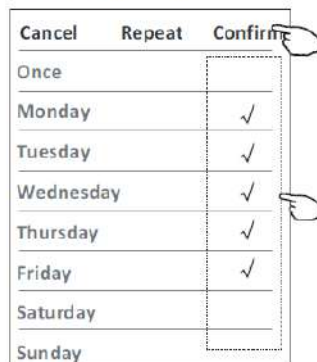 Cancel Repeat Confirm
Once
Monday √
Tuesday √
Wednesday √
Thursday √
Friday √
Saturday
Sunday